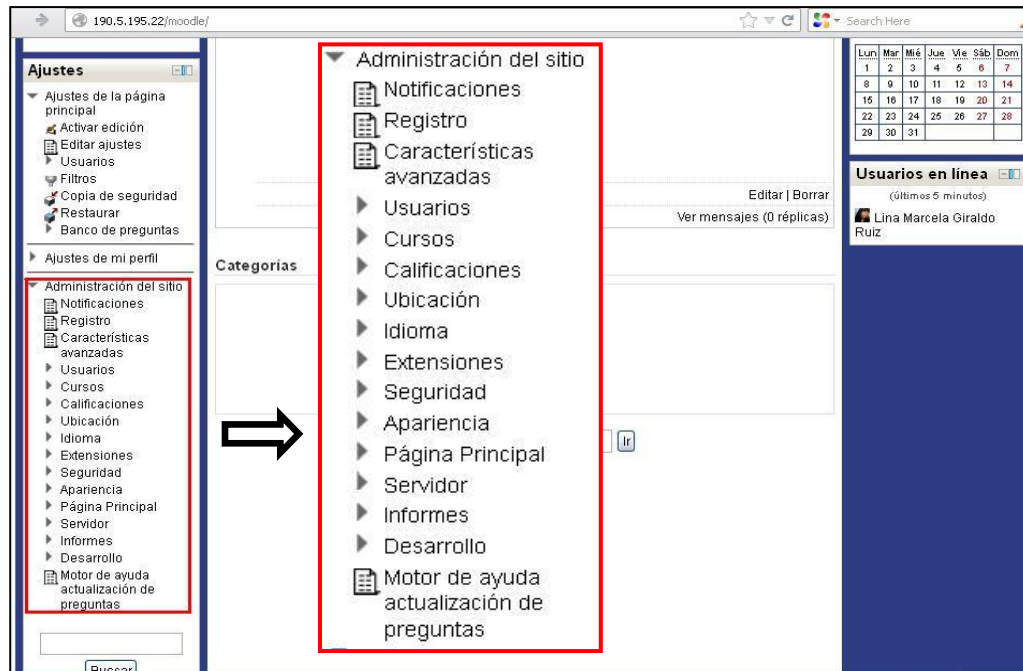 190.5.195.22/moodle/
Search Here
Ajustes
Ajustes de la página
principal
Activar edición
Editar ajustes
Usuarios
Filtros
Copia de seguridad
Restaurar
Banco de preguntas
Ajustes de mi perfil
Administración del sitio
Notificaciones
Registro
Características
avanzadas
Usuarios
Cursos
Calificaciones
Ubicación
Idioma
Extensiones
Seguridad
Apariencia
Página Principal
Servidor
Informes
Desarrollo
Motor de ayuda
actualización de
preguntas
Buscar
Categorías
Administración del sitio
Notificaciones
Registro
Características
avanzadas
Usuarios
Cursos
Calificaciones
Ubicación
Idioma
Extensiones
Seguridad
Apariencia
Página Principal
Servidor
Informes
Desarrollo
Motor de ayuda
actualización de
preguntas
Editar | Borrar
Ver mensajes (0 réplicas)
Ir
Lun Mar Mié Jue Vie Sáb Dom
1 2 3 4 5 6 7
8 9 10 11 12 13 14
15 16 17 18 19 20 21
22 23 24 25 26 27 28
29 30 31
Usuarios en línea
(últimos 5 minutos)
Lina Marcela Giraldo
Ruiz